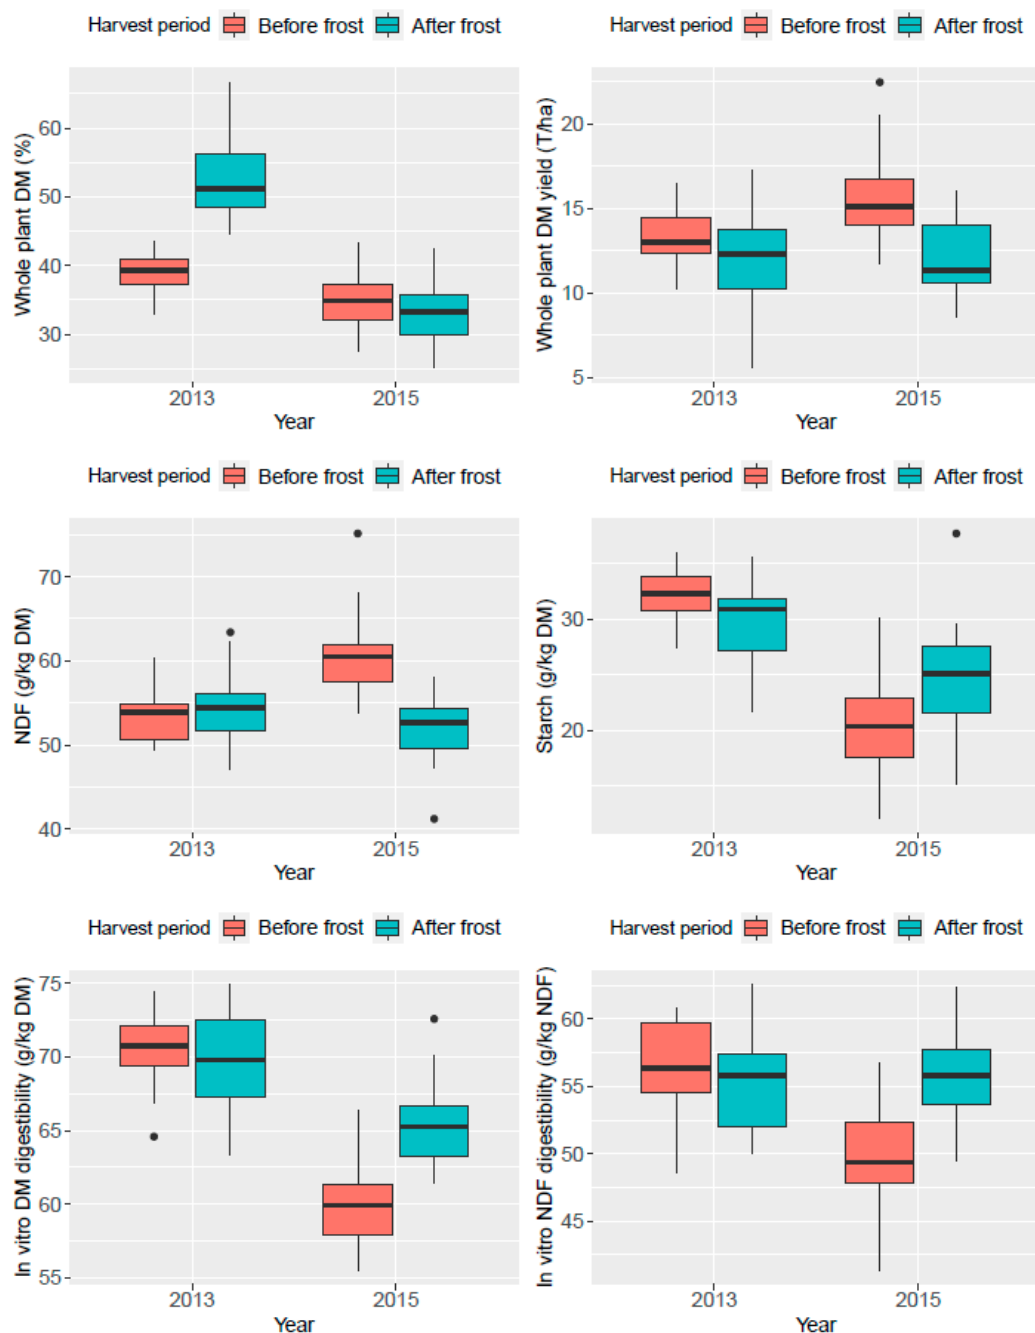 Harvest period Before frost After frost
Whole plant DM (%)
60
50
40
30
2013 2015
Year
Harvest period Before frost After frost
Whole plant DM yield (T/ha)
20
15
10
5
2013 2015
Year
Harvest period Before frost After frost
NDF (g/kg DM)
70
60
50
40
2013 2015
Year
Harvest period Before frost After frost
Starch (g/kg DM)
30
20
2013 2015
Year
Harvest period Before frost After frost
In vitro DM digestibility (g/kg DM)
75
70
65
60
55
2013 2015
Year
Harvest period Before frost After frost
In vitro NDF digestibility (g/kg NDF)
60
55
50
45
2013 2015
Year